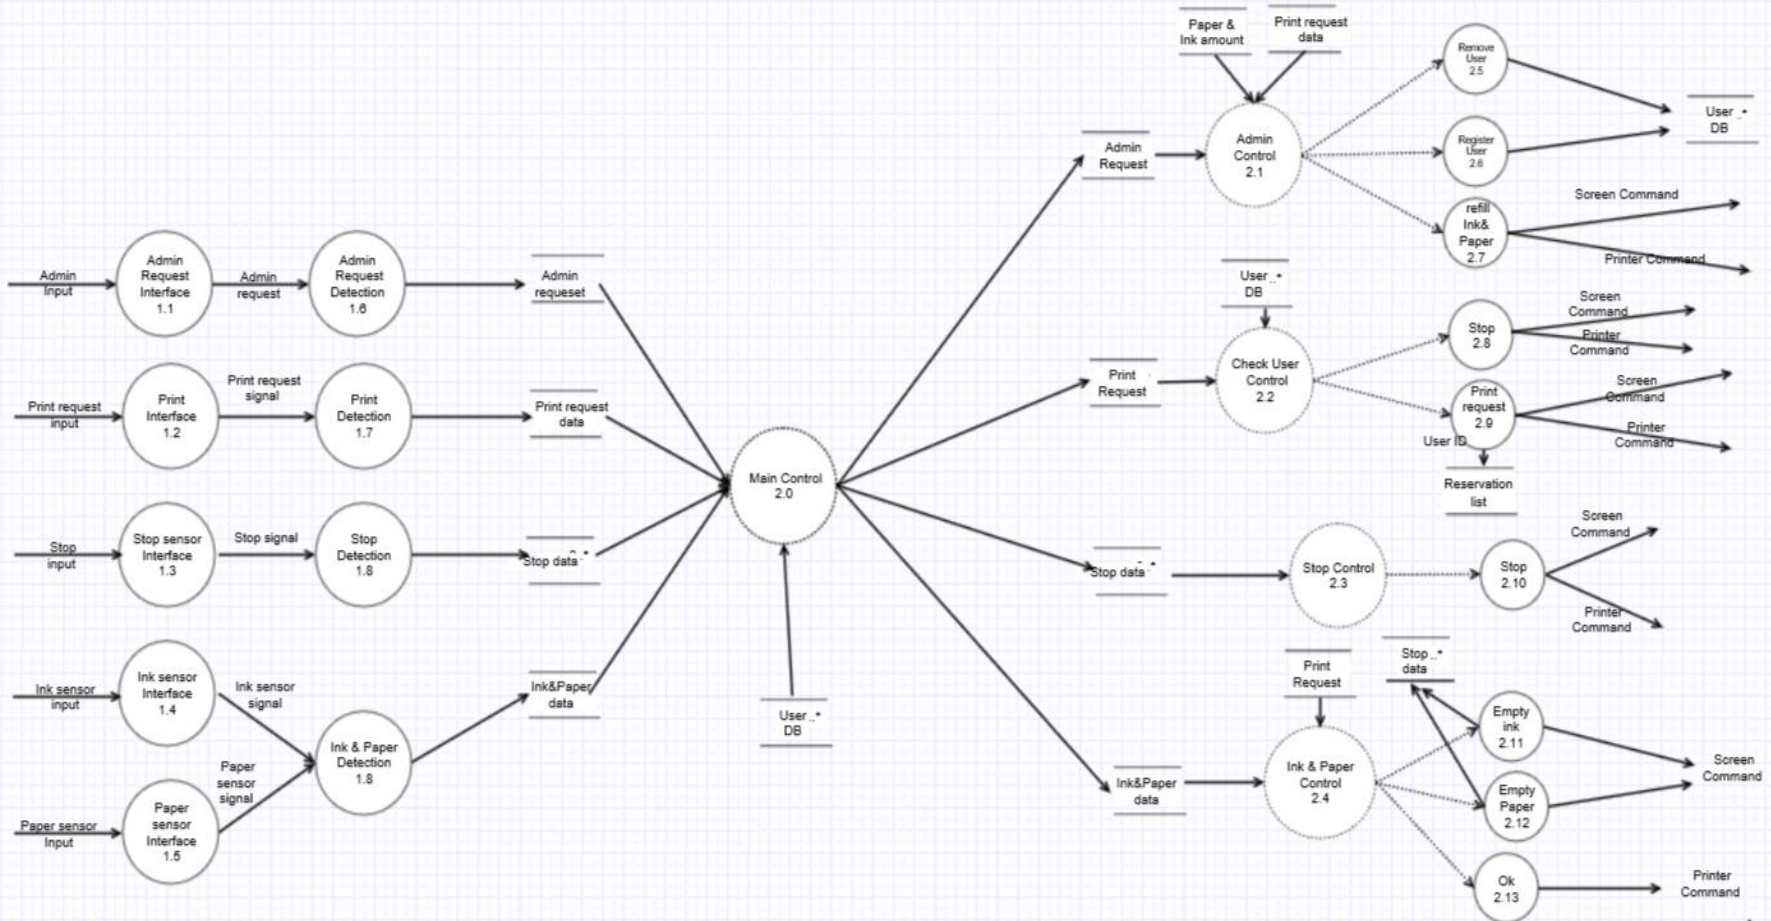 Paper &
Ink amount
Print request
data
Remove
User
2.5
User
DB
Admin
Request
Admin
Control
2.1
Register
User
2.6
Screen Command
refill
Ink&
Paper
2.7
Printer Command
Admin
Input
Admin
Request
Interface
1.1
Admin
request
Admin
Request
Detection
1.6
Admin
requeset
User
DB
Print
Request
Check User
Control
2.2
Stop
2.8
Screen
Command
Printer
Command
Print
request
2.9
Screen
Command
Printer
Command
User ID
Reservation
list
Print request
input
Print
Interface
1.2
Print request
signal
Print
Detection
1.7
Print request
data
Main Control
2.0
Stop
input
Stop sensor
Interface
1.3
Stop signal
Stop
Detection
1.8
Stop data
Stop data
Stop Control
2.3
Stop
2.10
Screen
Command
Printer
Command
Ink sensor
input
Ink sensor
Interface
1.4
Ink sensor
signal
Paper sensor
Input
Paper
sensor
Interface
1.5
Paper
sensor
signal
Ink & Paper
Detection
1.8
Ink&Paper
data
User
DB
Print
Request
Stop
data
Ink&Paper
data
Ink & Paper
Control
2.4
Empty
ink
2.11
Empty
Paper
2.12
Screen
Command
Ok
2.13
Printer
Command